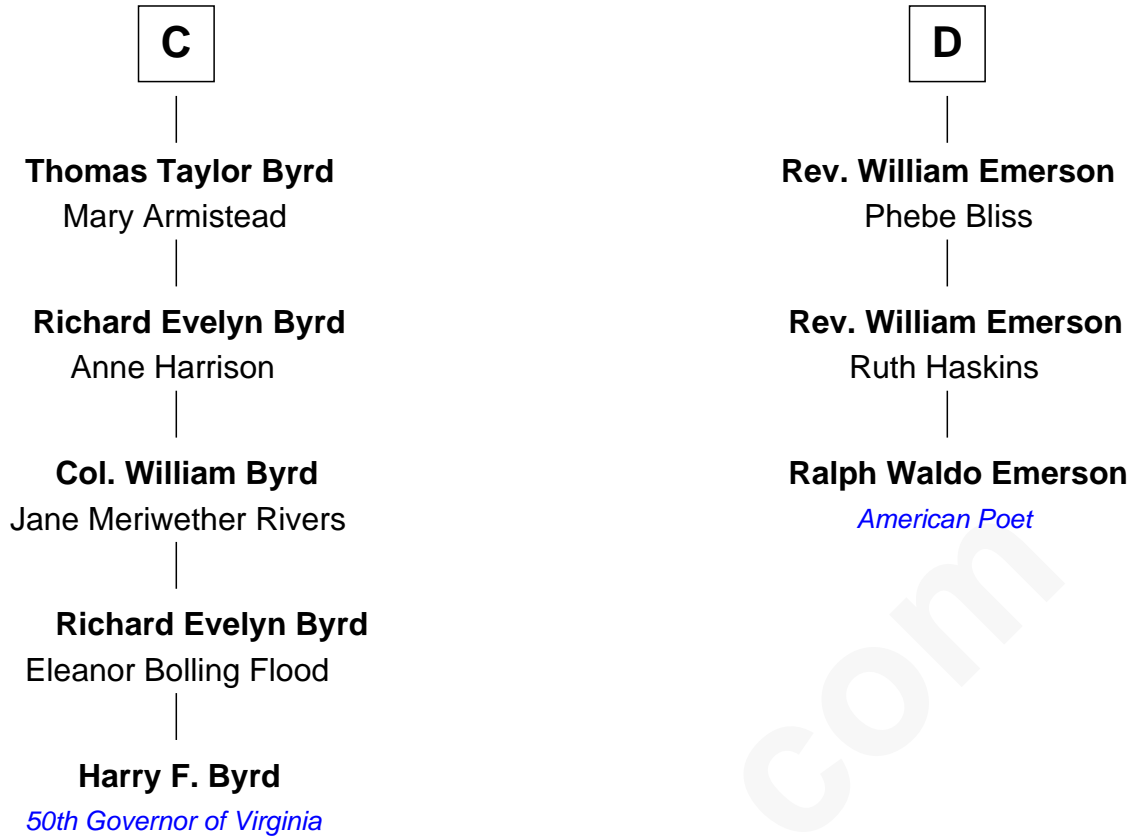 C
Thomas Taylor Byrd
Mary Armistead
Richard Evelyn Byrd
Anne Harrison
Col. William Byrd
Jane Meriwether Rivers
Richard Evelyn Byrd
Eleanor Bolling Flood
Harry F. Byrd
50th Governor of Virginia
D
Rev. William Emerson
Phebe Bliss
Rev. William Emerson
Ruth Haskins
Ralph Waldo Emerson
American Poet
com